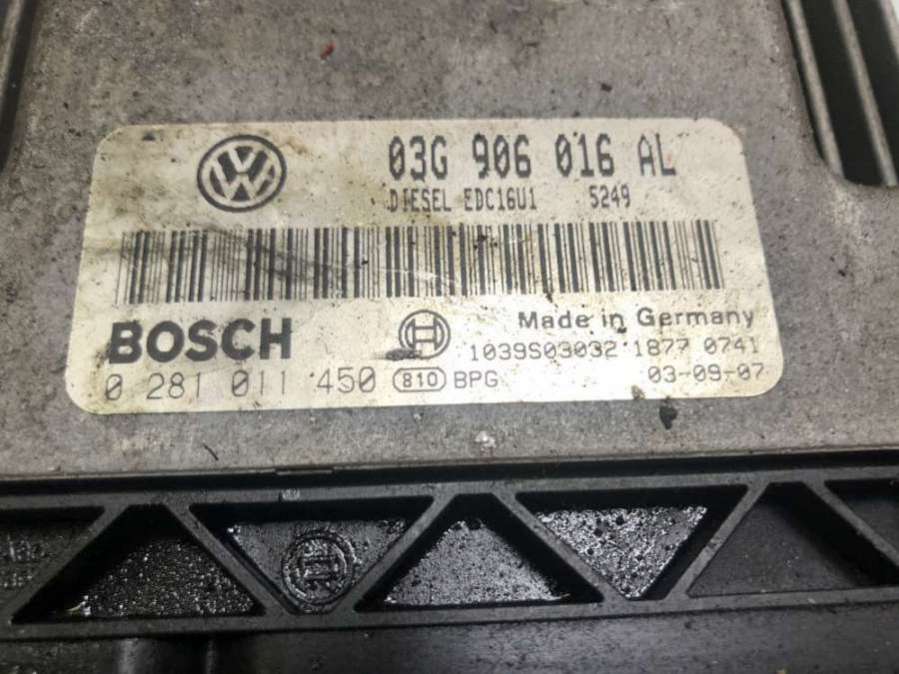 03G 906 016 AL
DIESEL EDC16U1 5249
BOSCH
Made in Germany
1039S03032 1877 0741
0 281 011 450 810 BPG 03-09-07